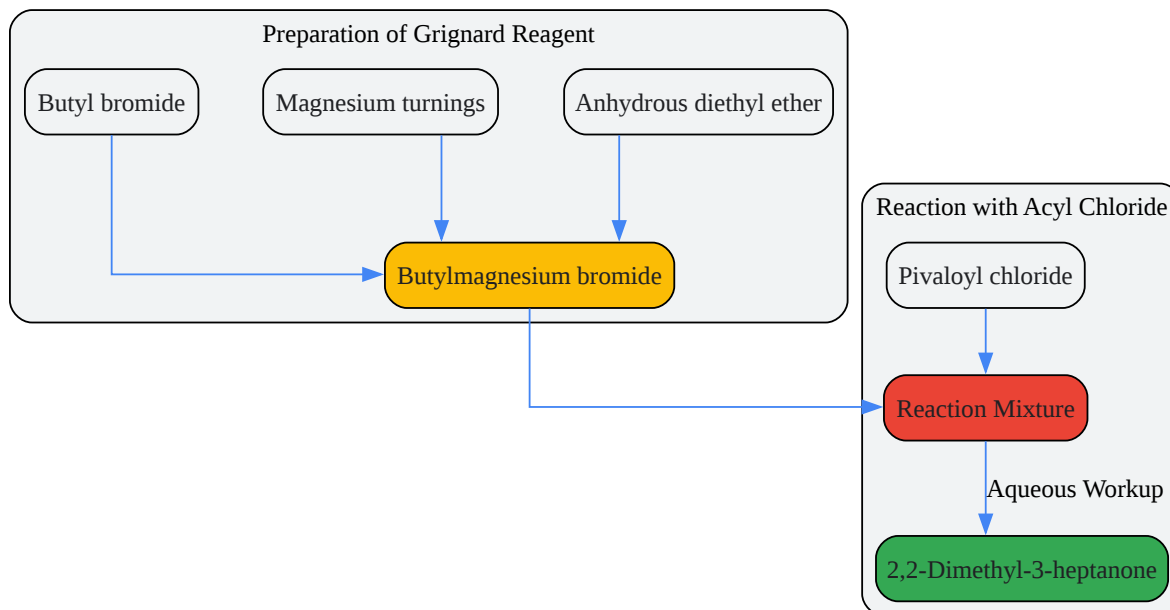 Preparation of Grignard Reagent
Butyl bromide
Magnesium turnings
Anhydrous diethyl ether
Butylmagnesium bromide
Reaction with Acyl Chloride
Pivaloyl chloride
Reaction Mixture
Aqueous Workup
2,2-Dimethyl-3-heptanone